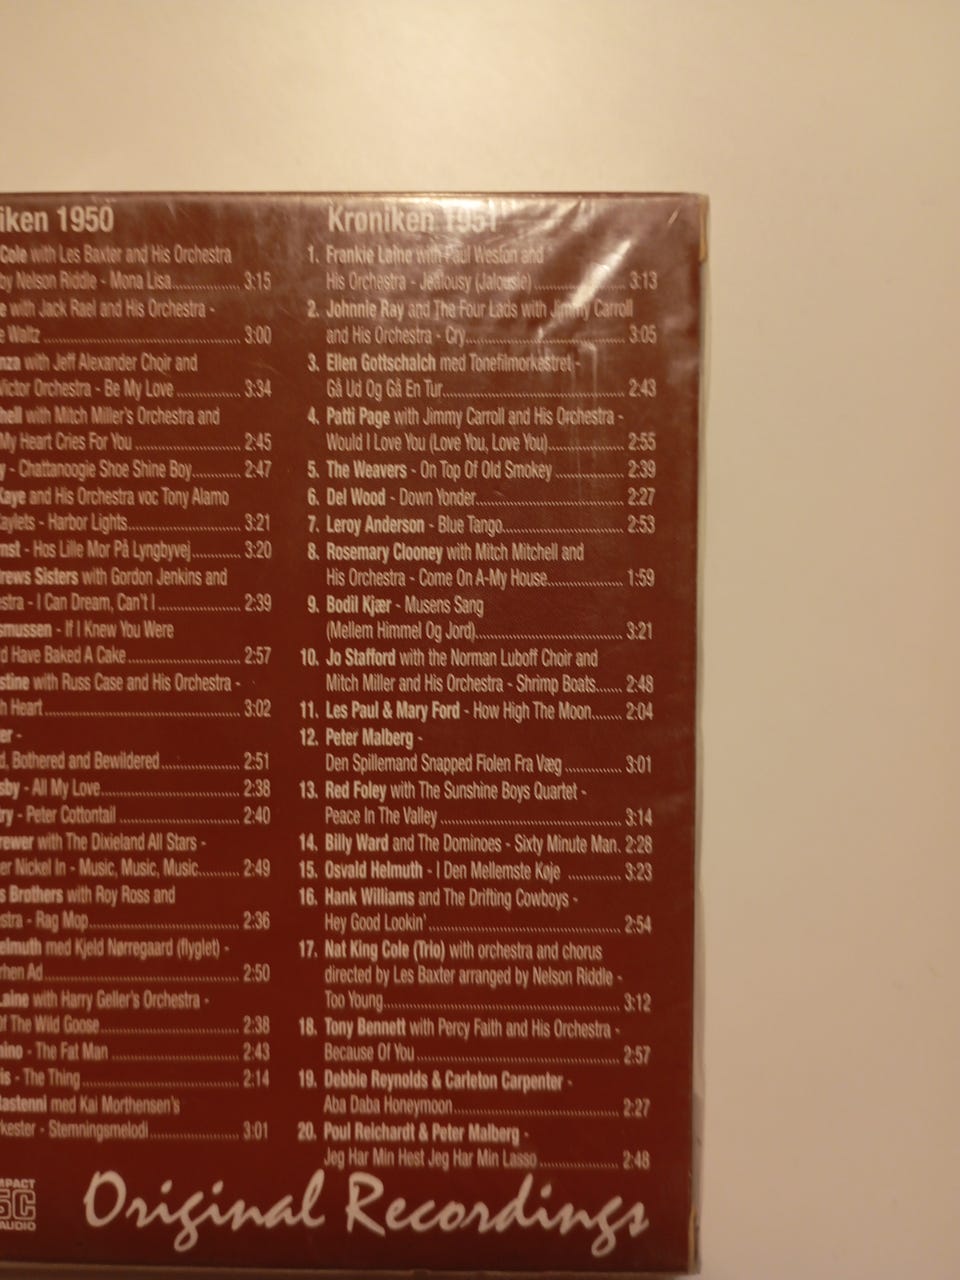 iken 1950
Cole with Les Baxter and His Orchestra
by Nelson Riddle - Mona Lisa 3:15
e with Jack Rael and His Orchestra -
e Waltz 3:00
nza with Jeff Alexander Choir and
Victor Orchestra - Be My Love 3:34
hell with Mitch Miller's Orchestra and
My Heart Cries For You 2:45
y - Chattanoogie Shoe Shine Boy 2:47
Kaye and His Orchestra voc Tony Alamo
aylets - Harbor Lights 3:21
mst - Hos Lille Mor På Lyngbyvej 3:20
rews Sisters with Gordon Jenkins and
estra - I Can Dream, Can't I 2:39
smussen - If I Knew You Were
d Have Baked A Cake 2:57
stine with Russ Case and His Orchestra -
h Heart 3:02
er -
d, Bothered and Bewildered 2:51
sby - All My Love 2:38
try - Peter Cottontail 2:40
rewer with The Dixieland All Stars -
er Nickel In - Music, Music, Music 2:49
s Brothers with Roy Ross and
stra - Rag Mop 2:36
elmuth med Kjeld Nørregaard (flyglet) -
rhen Ad 2:50
Laine with Harry Geller's Orchestra -
Of The Wild Goose 2:38
nino - The Fat Man 2:43
is - The Thing 2:14
Rastenni med Kai Morthensen's
rkester - Stemningsmelodi 3:01
Kroniken 1951
1. Frankie Laine with Paul Weston and
His Orchestra - Jealousy (Jalousie) 3:13
2. Johnnie Ray and The Four Lads with Jimmy Carroll
and His Orchestra - Cry 3:05
3. Ellen Gottschalch med Tonefilmorkestret -
Gå Ud Og Gå En Tur 2:43
4. Patti Page with Jimmy Carroll and His Orchestra -
Would I Love You (Love You, Love You) 2:55
5. The Weavers - On Top Of Old Smokey 2:39
6. Del Wood - Down Yonder 2:27
7. Leroy Anderson - Blue Tango 2:53
8. Rosemary Clooney with Mitch Mitchell and
His Orchestra - Come On A-My House 1:59
9. Bodil Kjær - Musens Sang
(Mellem Himmel Og Jord) 3:21
10. Jo Stafford with the Norman Luboff Choir and
Mitch Miller and His Orchestra - Shrimp Boats 2:48
11. Les Paul & Mary Ford - How High The Moon 2:04
12. Peter Malberg -
Den Spillemand Snapped Fiolen Fra Væg 3:01
13. Red Foley with The Sunshine Boys Quartet -
Peace In The Valley 3:14
14. Billy Ward and The Dominoes - Sixty Minute Man. 2:28
15. Osvald Helmuth - I Den Mellemste Køje 3:23
16. Hank Williams and The Drifting Cowboys -
Hey Good Lookin' 2:54
17. Nat King Cole (Trio) with orchestra and chorus
directed by Les Baxter arranged by Nelson Riddle -
Too Young 3:12
18. Tony Bennett with Percy Faith and His Orchestra -
Because Of You 2:57
19. Debbie Reynolds & Carleton Carpenter -
Aba Daba Honeymoon 2:27
20. Poul Reichardt & Peter Malberg -
Jeg Har Min Hest Jeg Har Min Lasso 2:48
MPACT
SC
AUDIO
Original Recordings